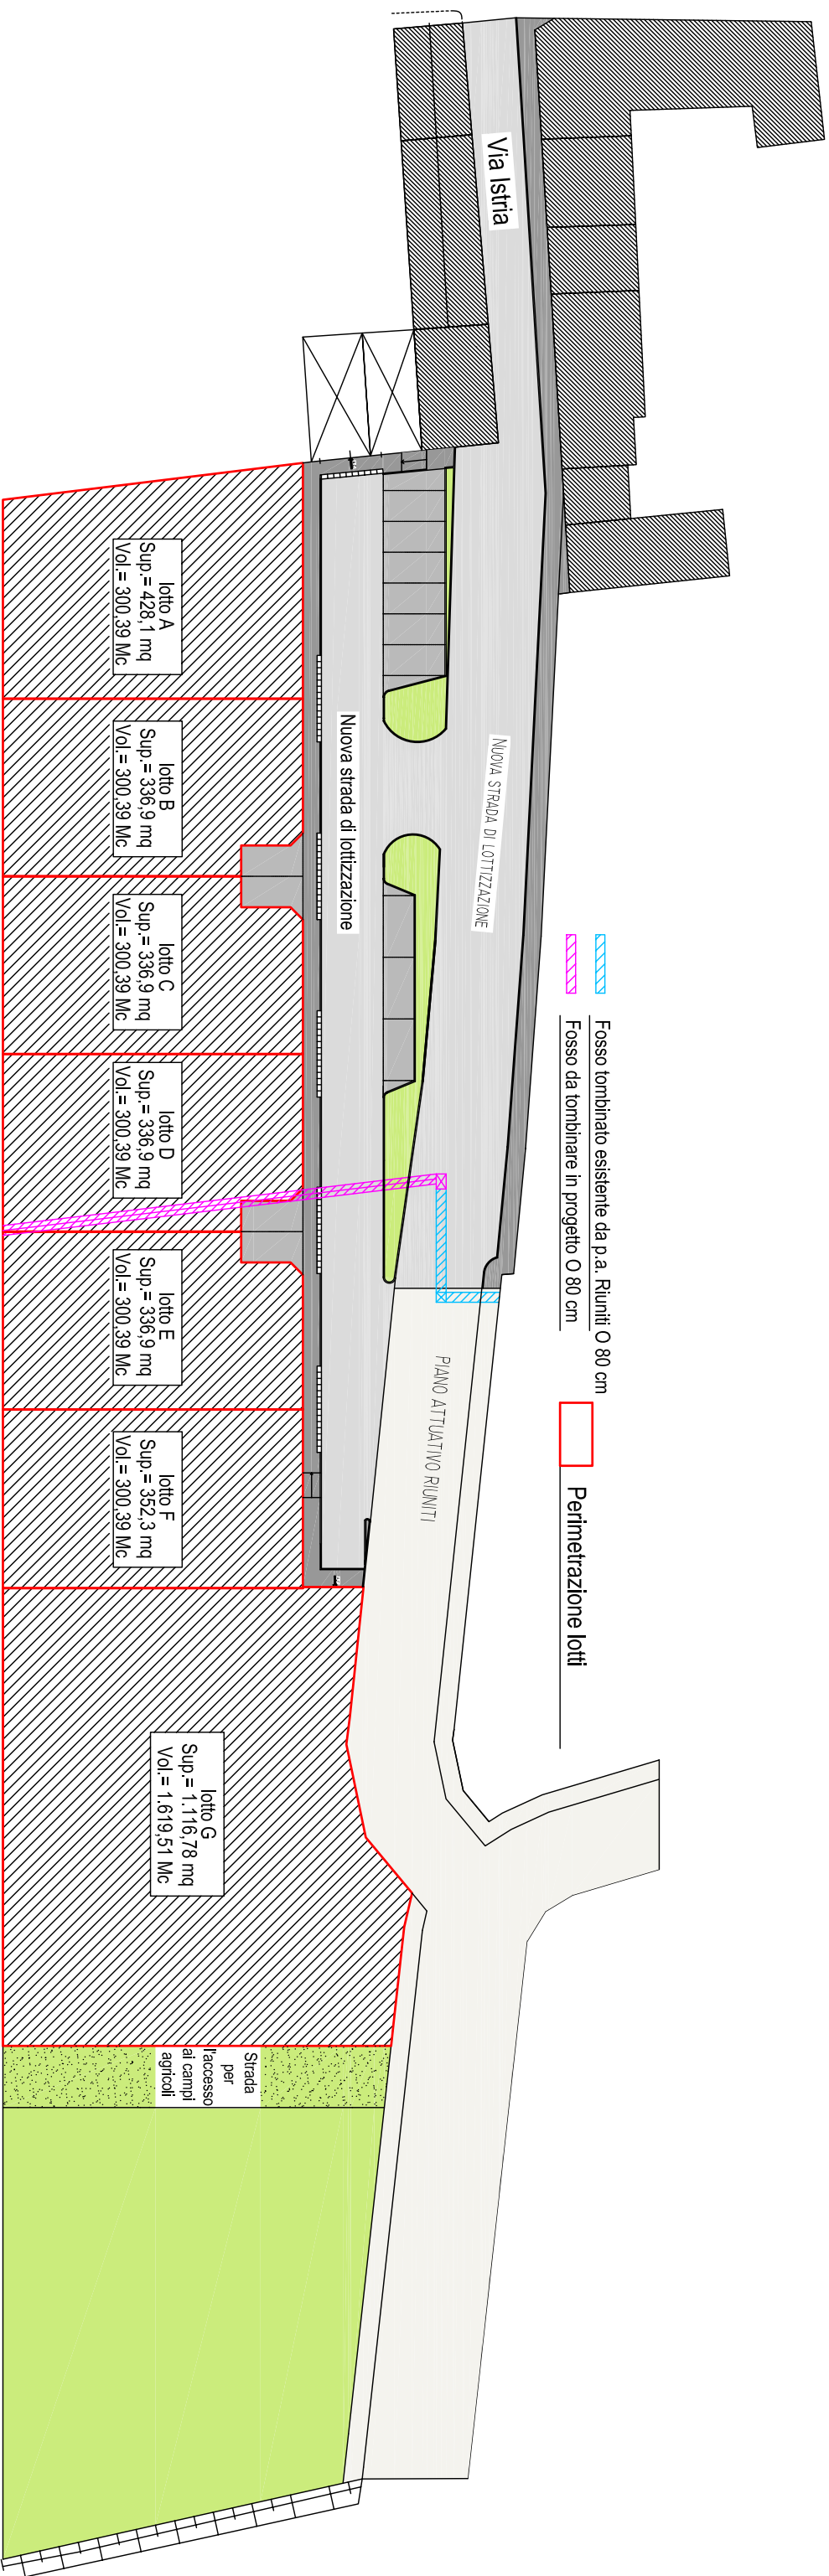 Via Istria
Fosso tombinato esistente da p.a. Riuniti O 80 cm
Fosso da tombinare in progetto O 80 cm
Perimetrazione lotti
NUOVA STRADA DI LOTTIZZAZIONE
PIANO ATTUATIVO RIUNITI
Nuova strada di lottizzazione
lotto A
Sup.= 428,1 mq
Vol.= 300,39 Mc
lotto B
Sup.= 336,9 mq
Vol.= 300,39 Mc
lotto C
Sup.= 336,9 mq
Vol.= 300,39 Mc
lotto D
Sup.= 336,9 mq
Vol.= 300,39 Mc
lotto E
Sup.= 336,9 mq
Vol.= 300,39 Mc
lotto F
Sup.= 352,3 mq
Vol.= 300,39 Mc
lotto G
Sup.= 1.116,78 mq
Vol.= 1.619,51 Mc
Strada
per
l'accesso
ai campi
agricoli